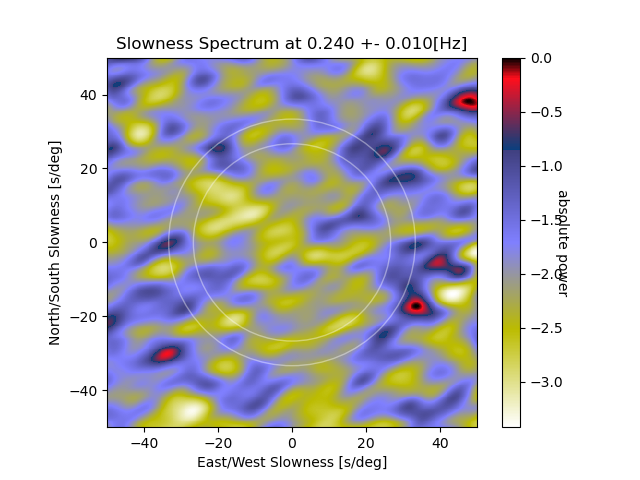 Slowness Spectrum at 0.240 +- 0.010[Hz]
North/South Slowness [s/deg]
40
20
0
−20
−40
−40 −20 0 20 40
East/West Slowness [s/deg]
0.0
−0.5
−1.0
−1.5
−2.0
−2.5
−3.0
absolute power